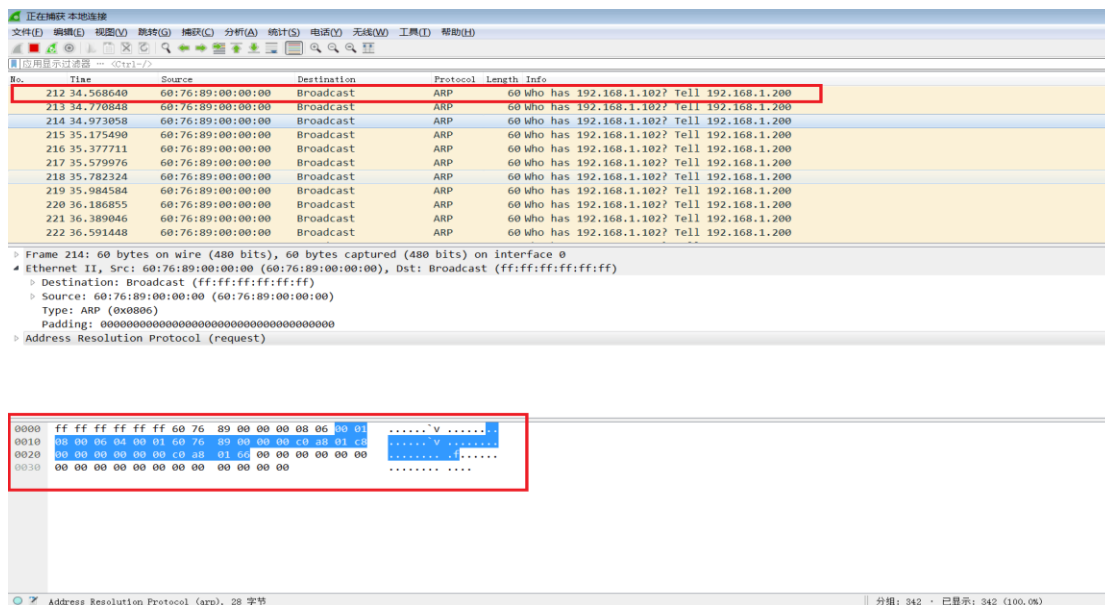 正在捕获 本地连接
文件(F) 编辑(E) 视图(V) 跳转(G) 捕获(C) 分析(A) 统计(S) 电话(Y) 无线(W) 工具(T) 帮助(H)
应用显示过滤器 … <Ctrl-/>
No. Time Source Destination Protocol Length Info
212 34.568640 60:76:89:00:00:00 Broadcast ARP 60 Who has 192.168.1.102? Tell 192.168.1.200
213 34.770848 60:76:89:00:00:00 Broadcast ARP 60 Who has 192.168.1.102? Tell 192.168.1.200
214 34.973058 60:76:89:00:00:00 Broadcast ARP 60 Who has 192.168.1.102? Tell 192.168.1.200
215 35.175490 60:76:89:00:00:00 Broadcast ARP 60 Who has 192.168.1.102? Tell 192.168.1.200
216 35.377711 60:76:89:00:00:00 Broadcast ARP 60 Who has 192.168.1.102? Tell 192.168.1.200
217 35.579976 60:76:89:00:00:00 Broadcast ARP 60 Who has 192.168.1.102? Tell 192.168.1.200
218 35.782324 60:76:89:00:00:00 Broadcast ARP 60 Who has 192.168.1.102? Tell 192.168.1.200
219 35.984584 60:76:89:00:00:00 Broadcast ARP 60 Who has 192.168.1.102? Tell 192.168.1.200
220 36.186855 60:76:89:00:00:00 Broadcast ARP 60 Who has 192.168.1.102? Tell 192.168.1.200
221 36.389046 60:76:89:00:00:00 Broadcast ARP 60 Who has 192.168.1.102? Tell 192.168.1.200
222 36.591448 60:76:89:00:00:00 Broadcast ARP 60 Who has 192.168.1.102? Tell 192.168.1.200
Frame 214: 60 bytes on wire (480 bits), 60 bytes captured (480 bits) on interface 0
Ethernet II, Src: 60:76:89:00:00:00 (60:76:89:00:00:00), Dst: Broadcast (ff:ff:ff:ff:ff:ff)
Destination: Broadcast (ff:ff:ff:ff:ff:ff)
Source: 60:76:89:00:00:00 (60:76:89:00:00:00)
Type: ARP (0x0806)
Padding: 000000000000000000000000000000000000
Address Resolution Protocol (request)
0000 ff ff ff ff ff ff 60 76 89 00 00 00 08 06 00 01 ......`v ........
0010 08 00 06 04 00 01 60 76 89 00 00 00 c0 a8 01 c8 ......`v ........
0020 00 00 00 00 00 00 c0 a8 01 66 00 00 00 00 00 00 ........ .f......
0030 00 00 00 00 00 00 00 00 00 00 00 00 ........ ....
Address Resolution Protocol (arp), 28 字节
分组: 342 · 已显示: 342 (100.0%)